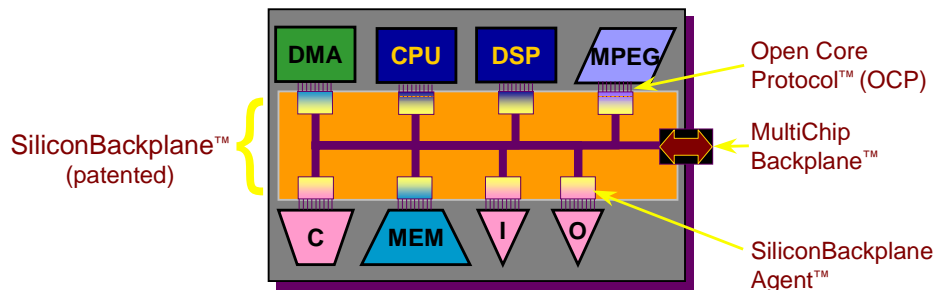 DMA
CPU
DSP
MPEG
Open Core
Protocol™ (OCP)
SiliconBackplane™
(patented)
MultiChip
Backplane™
C
MEM
I
O
SiliconBackplane
Agent™